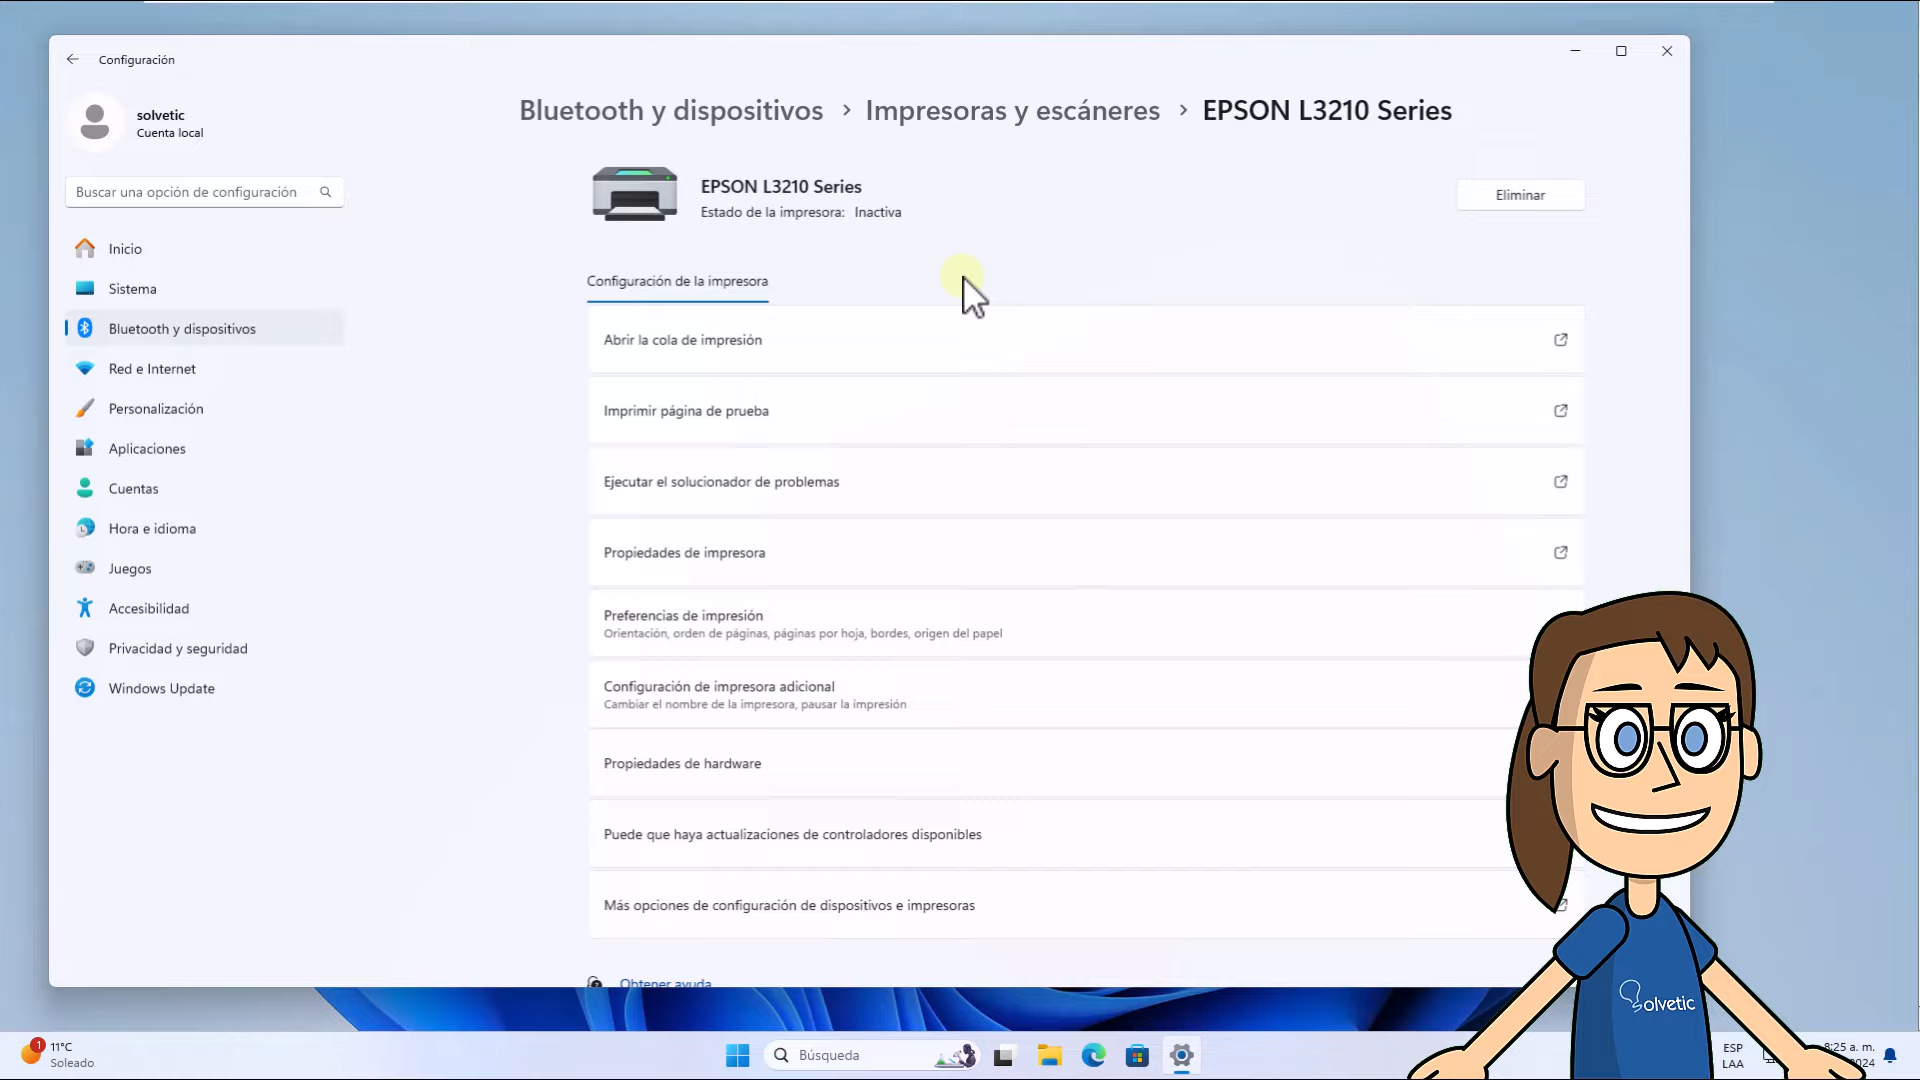 Configuración
solvetic
Cuenta local
Buscar una opción de configuración
Inicio
Sistema
Bluetooth y dispositivos
Red e Internet
Personalización
Aplicaciones
Cuentas
Hora e idioma
Juegos
Accesibilidad
Privacidad y seguridad
Windows Update
Bluetooth y dispositivos › Impresoras y escáneres › EPSON L3210 Series
EPSON L3210 Series
Estado de la impresora: Inactiva
Eliminar
Configuración de la impresora
Abrir la cola de impresión
Imprimir página de prueba
Ejecutar el solucionador de problemas
Propiedades de impresora
Preferencias de impresión
Orientación, orden de páginas, páginas por hoja, bordes, origen del papel
Configuración de impresora adicional
Cambiar el nombre de la impresora, pausar la impresión
Propiedades de hardware
Puede que haya actualizaciones de controladores disponibles
Más opciones de configuración de dispositivos e impresoras
Obtener ayuda
Solvetic
1
11°C
Soleado
Búsqueda
ESP
LAA
8:25 a. m.
2024